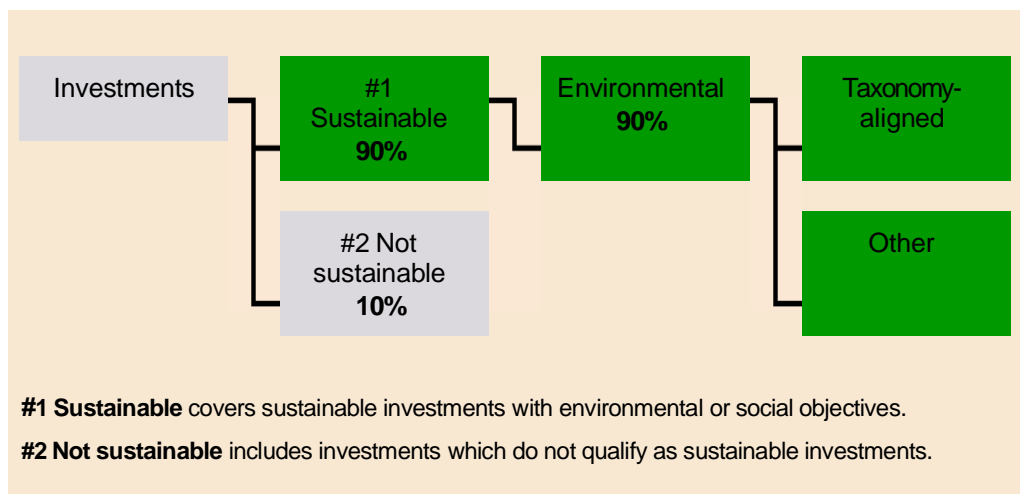 Investments
#1
Sustainable
90%
#2 Not
sustainable
10%
Environmental
90%
Taxonomy-
aligned
Other
#1 Sustainable covers sustainable investments with environmental or social objectives.
#2 Not sustainable includes investments which do not qualify as sustainable investments.